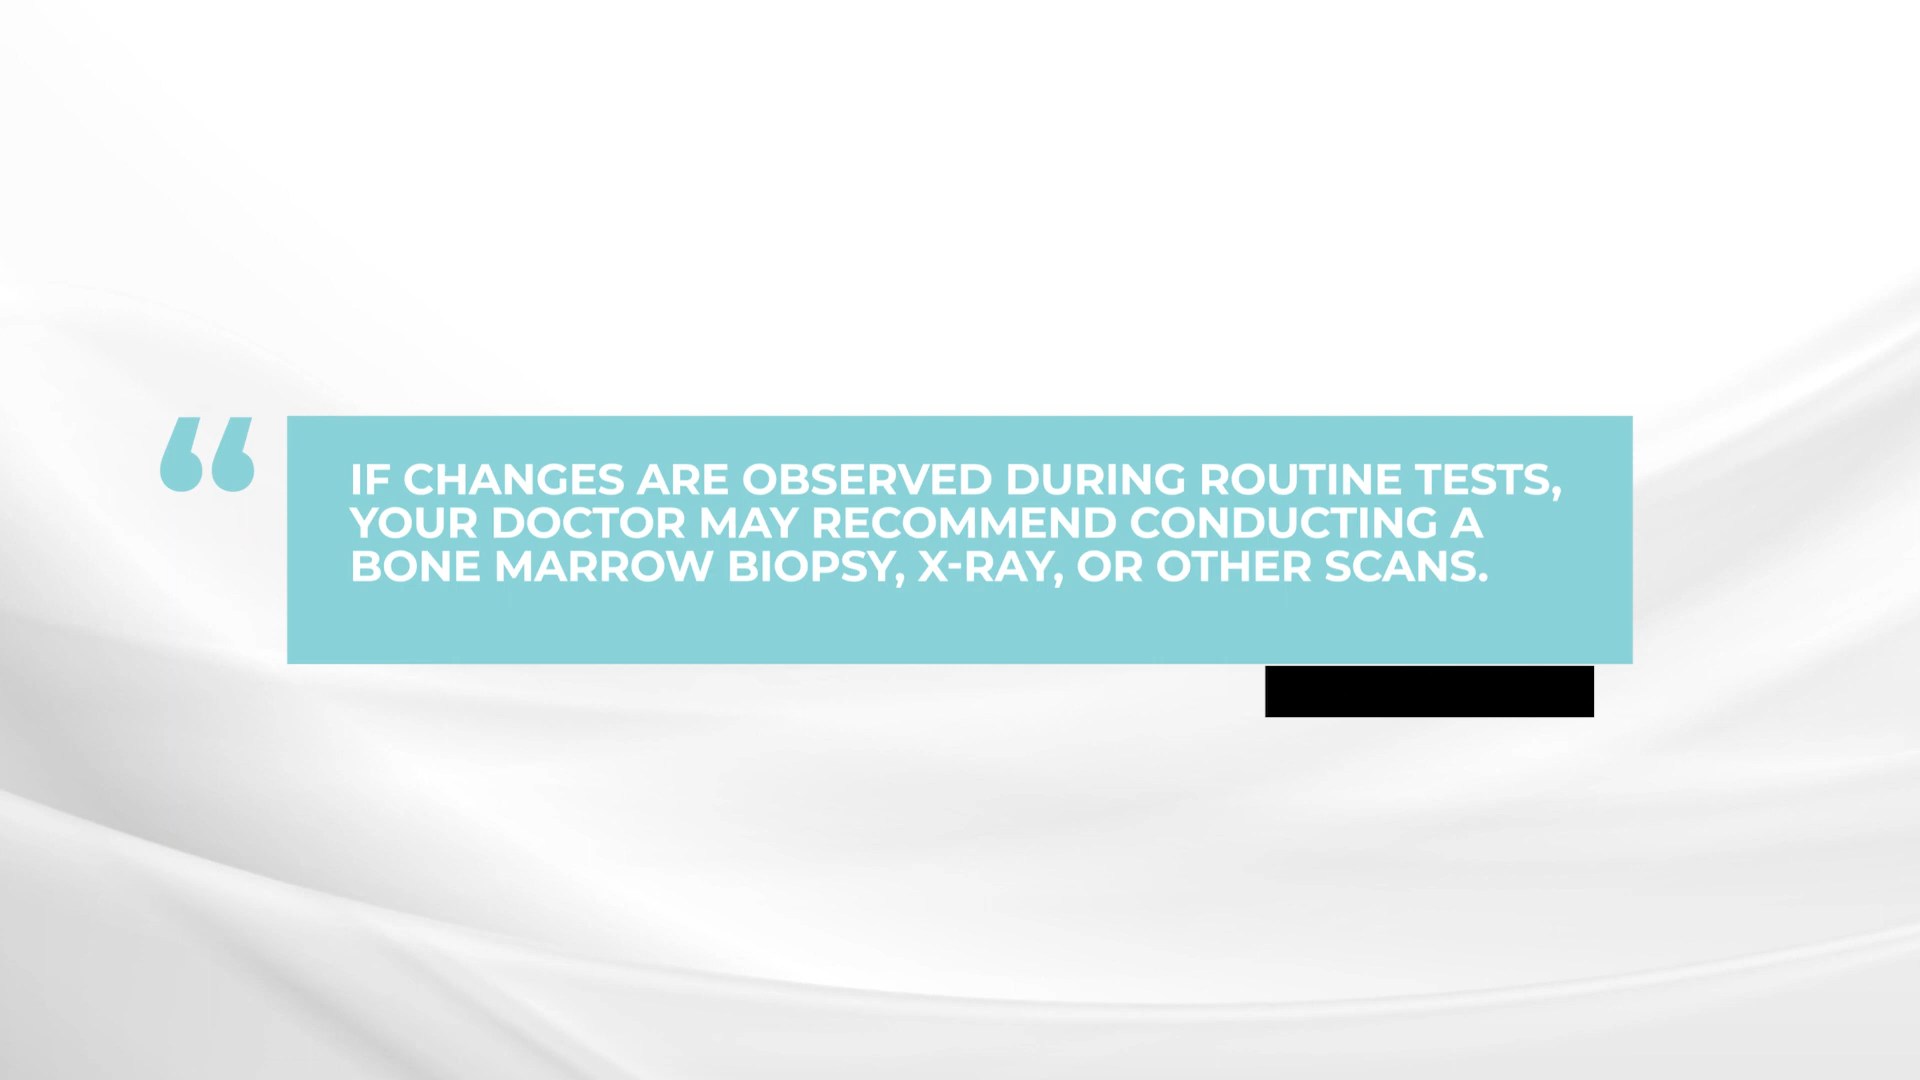 “
IF CHANGES ARE OBSERVED DURING ROUTINE TESTS,
YOUR DOCTOR MAY RECOMMEND CONDUCTING A
BONE MARROW BIOPSY, X-RAY, OR OTHER SCANS.